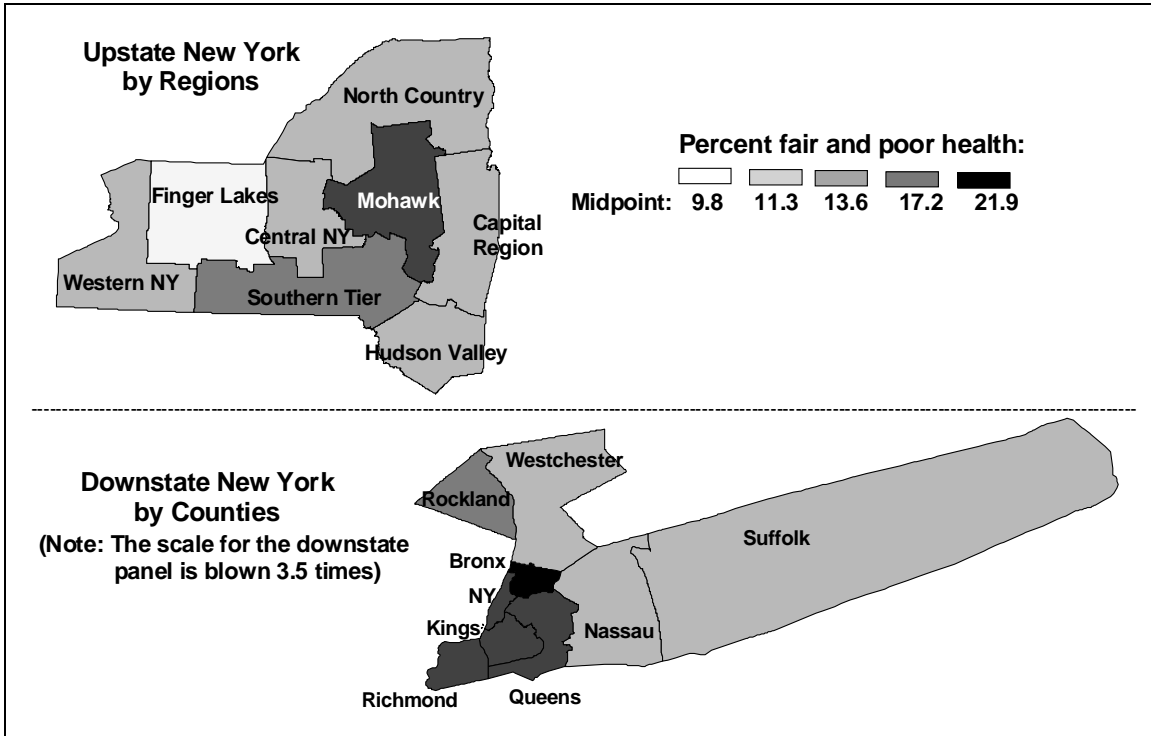 Upstate New York
by Regions
North Country
Percent fair and poor health:
Midpoint: 9.8 11.3 13.6 17.2 21.9
Finger Lakes
Mohawk
Capital
Region
Central NY
Western NY
Southern Tier
Hudson Valley
Downstate New York
by Counties
(Note: The scale for the downstate
panel is blown 3.5 times)
Westchester
Rockland
Suffolk
Bronx
NY
Kings
Nassau
Richmond
Queens